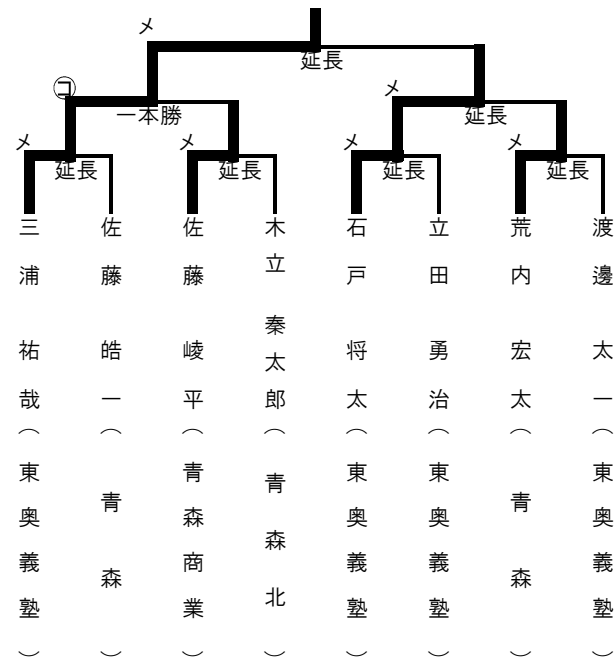 メ
延長
㋙
メ
一本勝
延長
メ
メ
メ
メ
延長
延長
延長
延長
三浦 祐哉(東奥義塾)
佐藤 皓一(青森)
佐藤 崚平(青森商業)
木立 秦太郎(青森北)
石戸 将太(東奥義塾)
立田 勇治(東奥義塾)
荒内 宏太(青森)
渡邊 太一(東奥義塾)